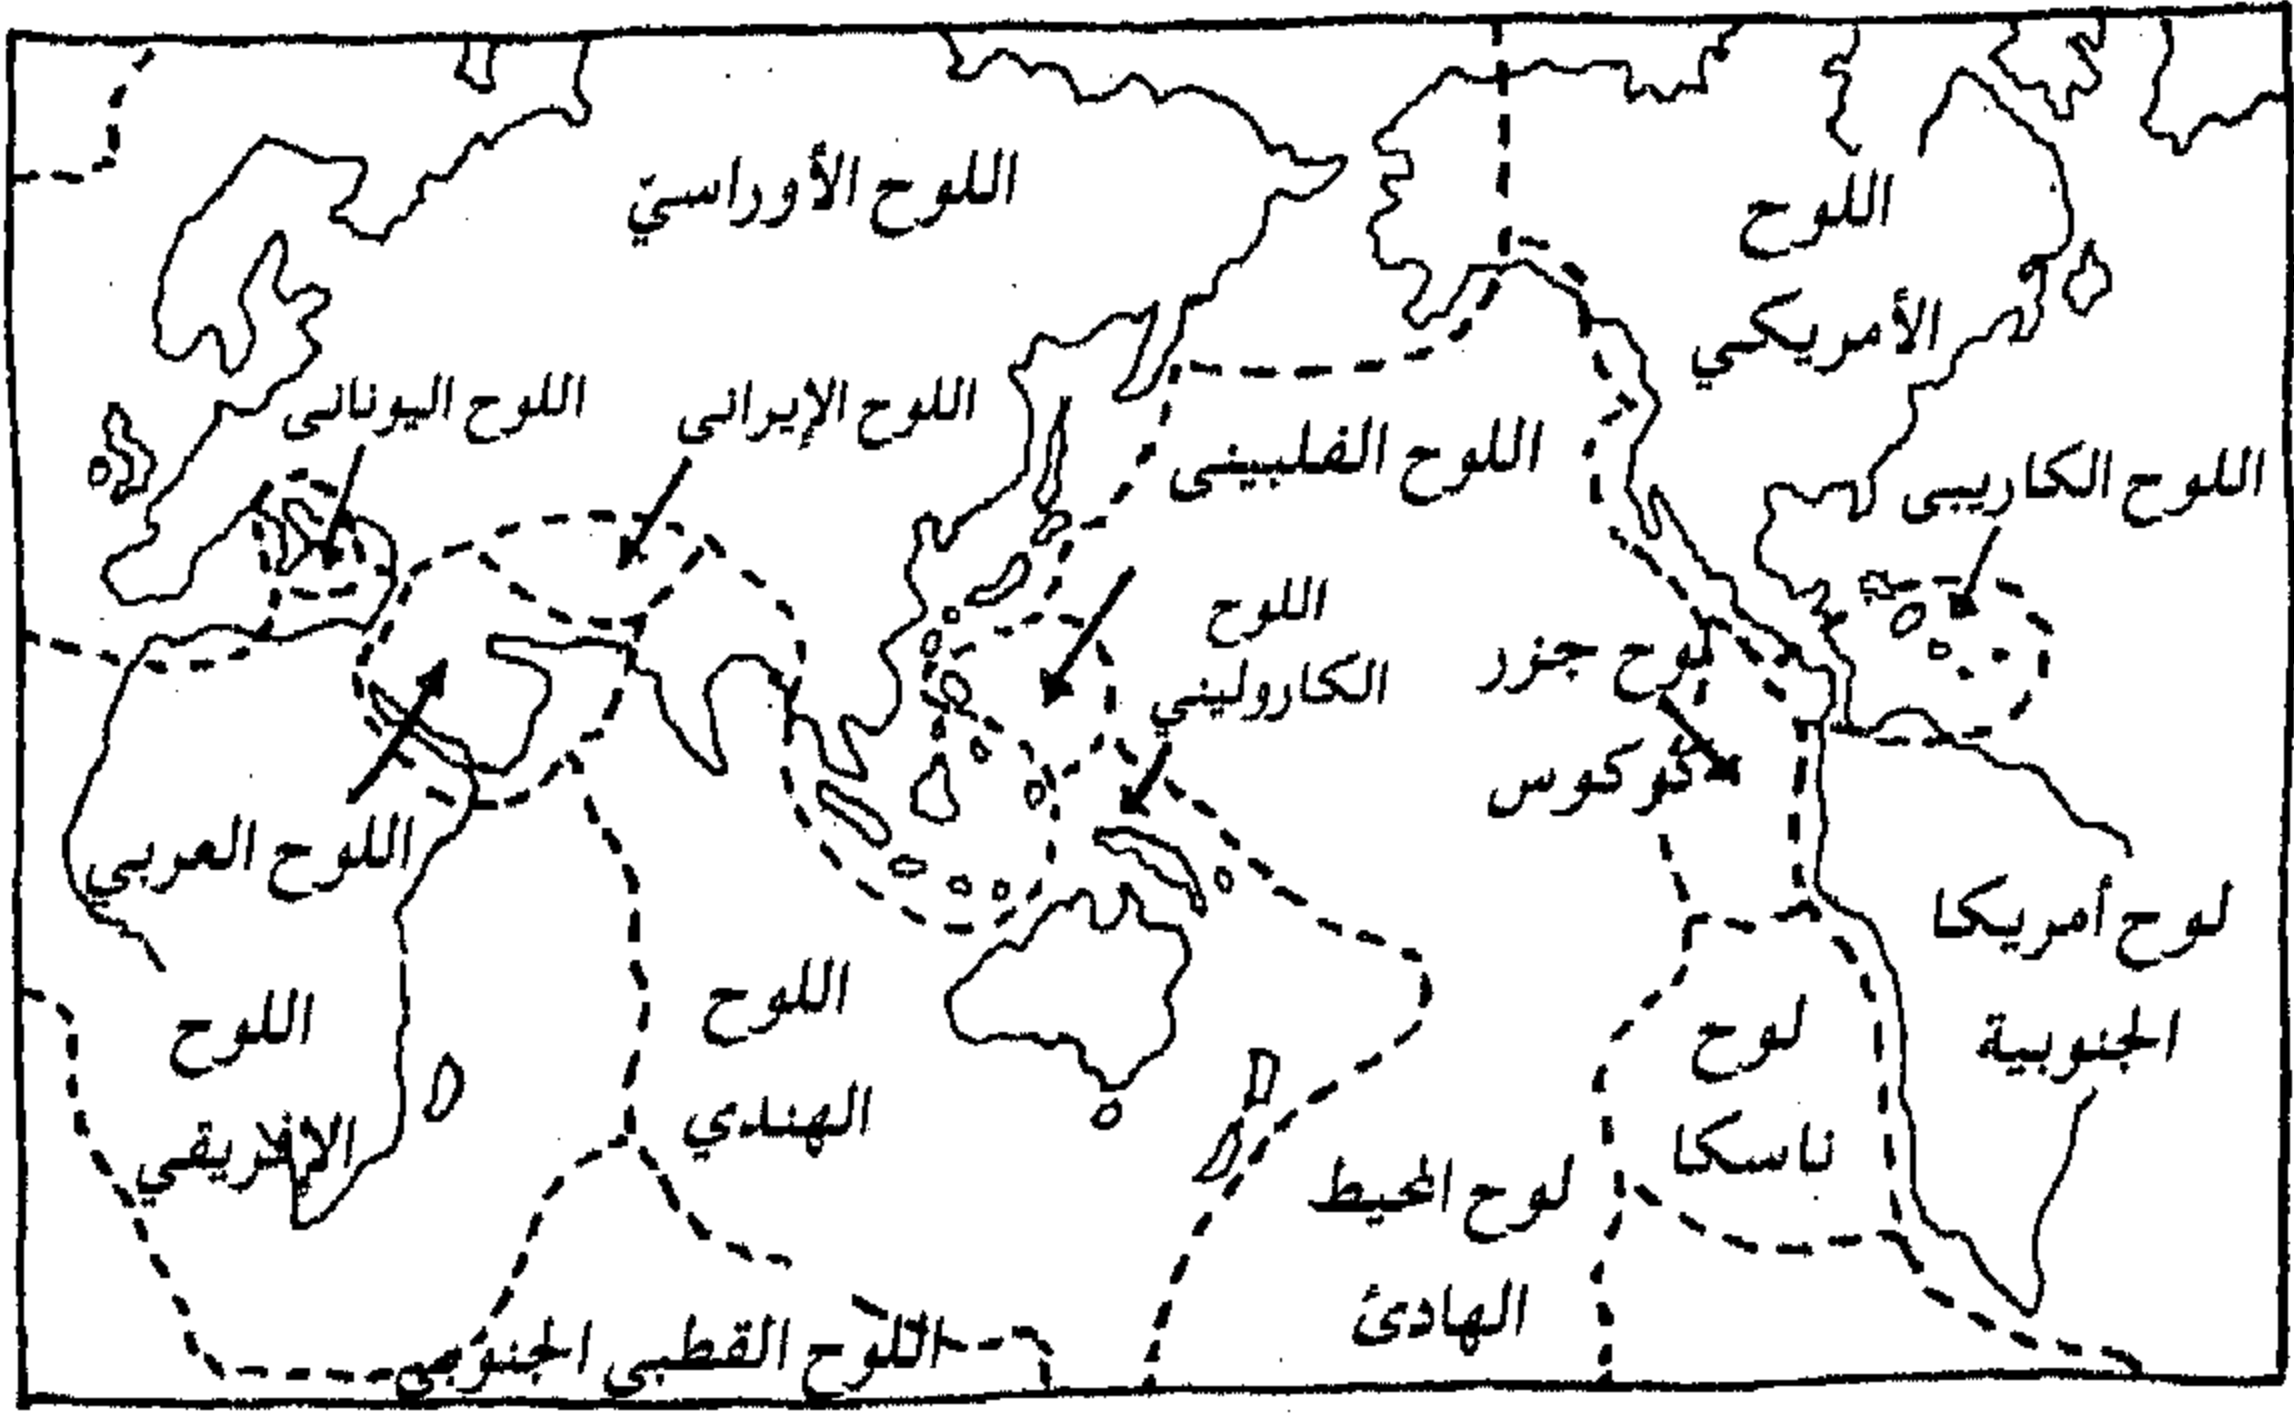 اللوح الأوراسي
اللوح
الأمريكي
اللوح اليوناني
اللوح الإيراني
اللوح الفلبيني
اللوح الكاريبي
اللوح
الكاروليني
لوح جزر
كوكوس
اللوح العربي
لوح أمريكا
الجنوبية
اللوح
الإفريقي
اللوح
الهندي
لوح
ناسكا
لوح المحيط
الهادئ
اللوح القطبي الجنوبي